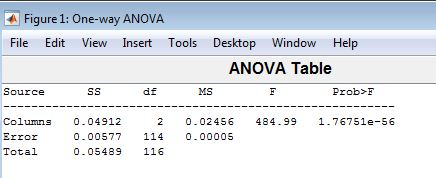 Figure 1: One-way ANOVA
File Edit View Insert Tools Desktop Window Help
ANOVA Table
Source SS df MS F Prob>F
Columns 0.04912 2 0.02456 484.99 1.76751e-56
Error 0.00577 114 0.00005
Total 0.05489 116